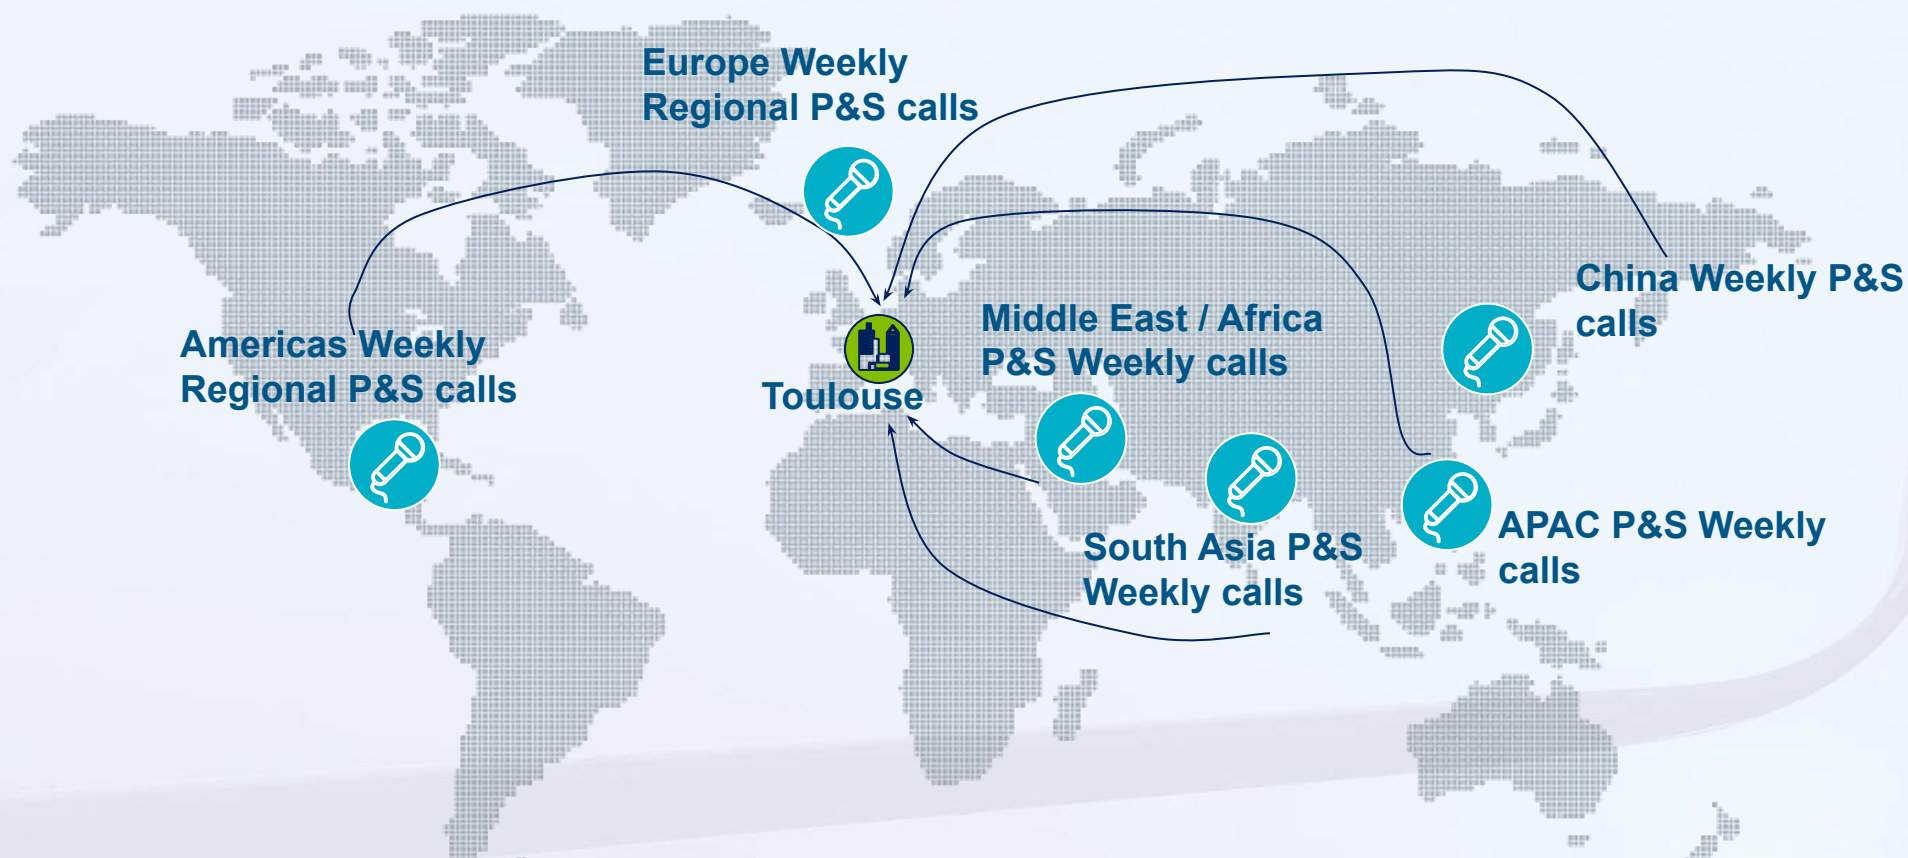 Europe Weekly
Regional P&S calls
China Weekly P&S
calls
Middle East / Africa
P&S Weekly calls
Americas Weekly
Regional P&S calls
Toulouse
APAC P&S Weekly
calls
South Asia P&S
Weekly calls